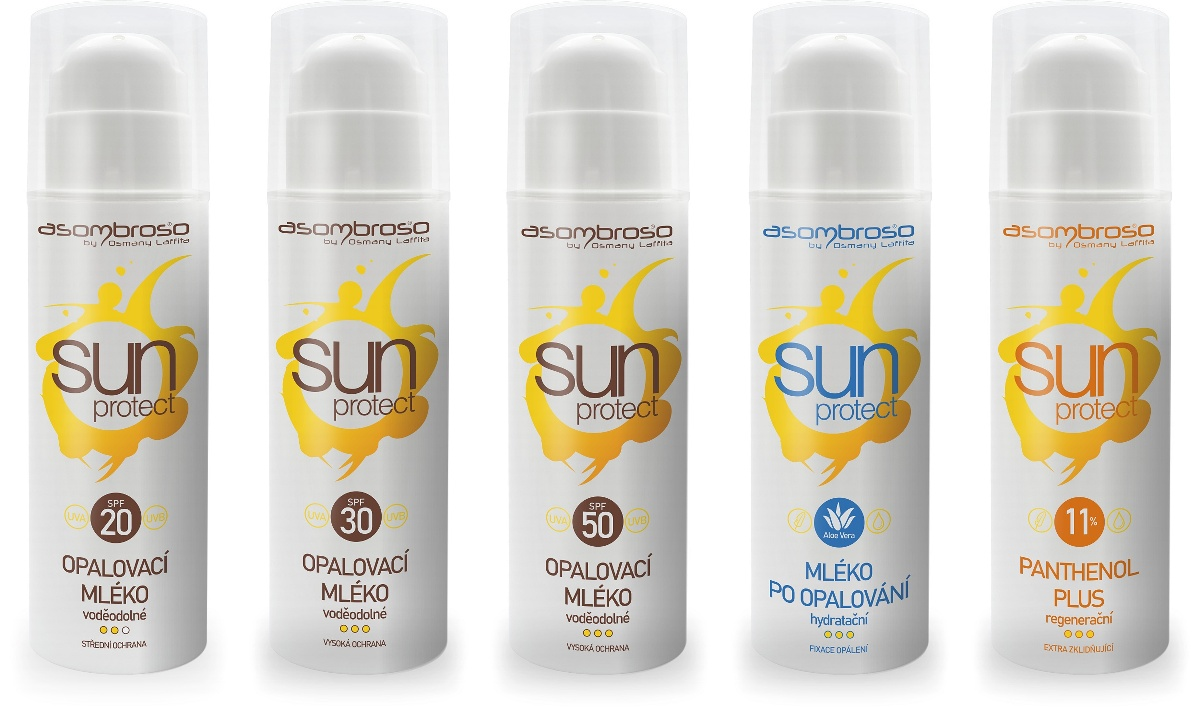 asombroso®
by Osmany Laffita
sun
protect
UVA
SPF
20
UVB
OPALOVACÍ
MLÉKO
voděodolné
STŘEDNÍ OCHRANA
asombroso®
by Osmany Laffita
sun
protect
UVA
SPF
30
UVB
OPALOVACÍ
MLÉKO
voděodolné
VYSOKÁ OCHRANA
asombroso®
by Osmany Laffita
sun
protect
UVA
SPF
50
UVB
OPALOVACÍ
MLÉKO
voděodolné
VYSOKÁ OCHRANA
asombroso®
by Osmany Laffita
sun
protect
Aloe Vera
MLÉKO
PO OPALOVÁNÍ
hydratační
FIXACE OPÁLENÍ
asombroso®
by Osmany Laffita
sun
protect
11%
PANTHENOL
PLUS
regenerační
EXTRA ZKLIDŇUJÍCÍ